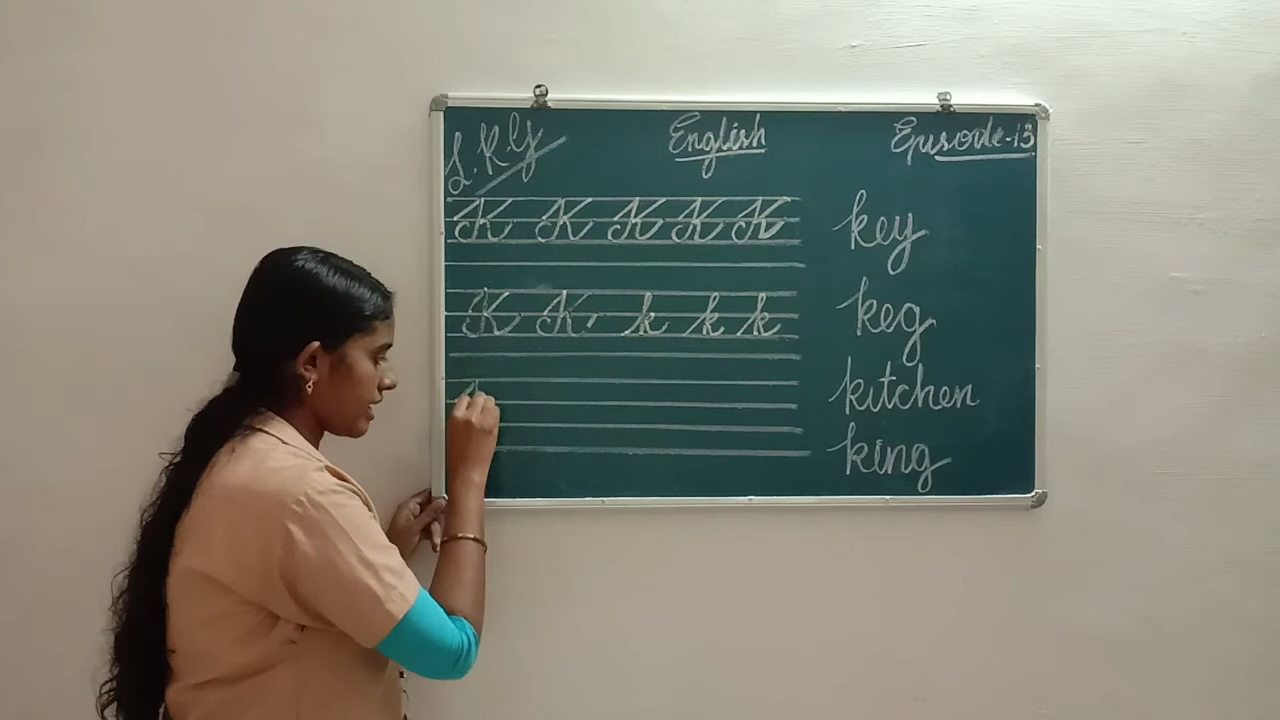 L.K.G
English
Episode-13
K K K K K
key
K K k k k
keg
kitchen
king